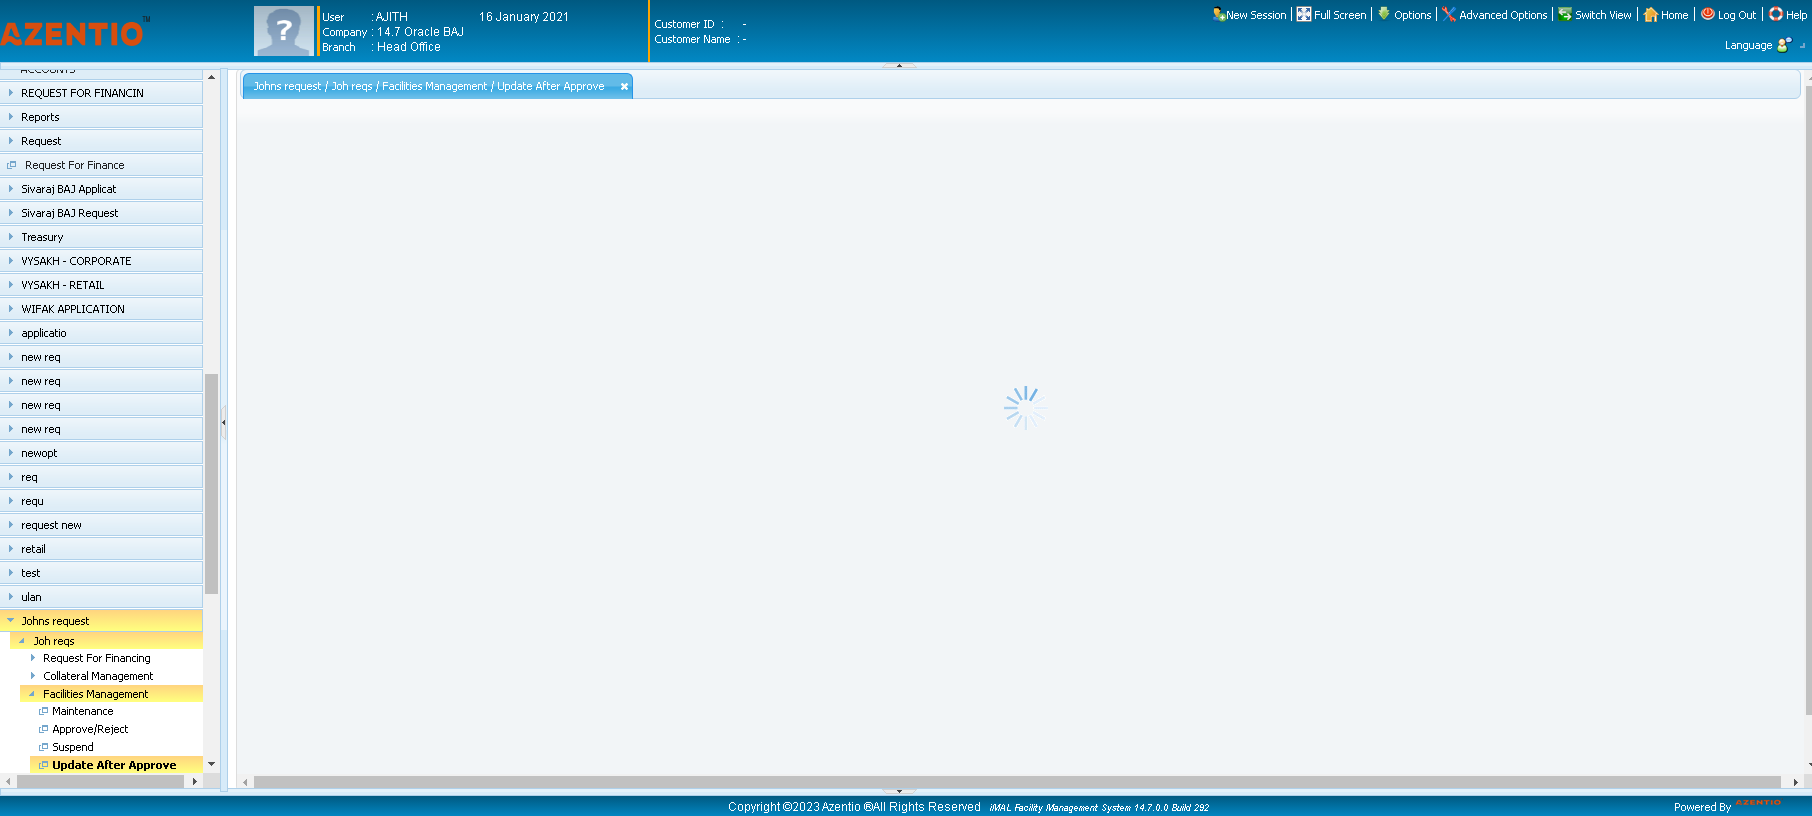 AZENTIO™
User : AJITH 16 January 2021
Company : 14.7 Oracle BAJ
Branch : Head Office
Customer ID : -
Customer Name : -
New Session | Full Screen | Options | Advanced Options | Switch View | Home | Log Out | Help
Language
ACCOUNTS
REQUEST FOR FINANCIN
Reports
Request
Request For Finance
Sivaraj BAJ Applicat
Sivaraj BAJ Request
Treasury
VYSAKH - CORPORATE
VYSAKH - RETAIL
WIFAK APPLICATION
applicatio
new req
new req
new req
new req
newopt
req
requ
request new
retail
test
ulan
Johns request
Joh reqs
Request For Financing
Collateral Management
Facilities Management
Maintenance
Approve/Reject
Suspend
Update After Approve
Johns request / Joh reqs / Facilities Management / Update After Approve
Copyright ©2023 Azentio ®All Rights Reserved iMAL Facility Management System 14.7.0.0 Build 292
Powered By AZENTIO